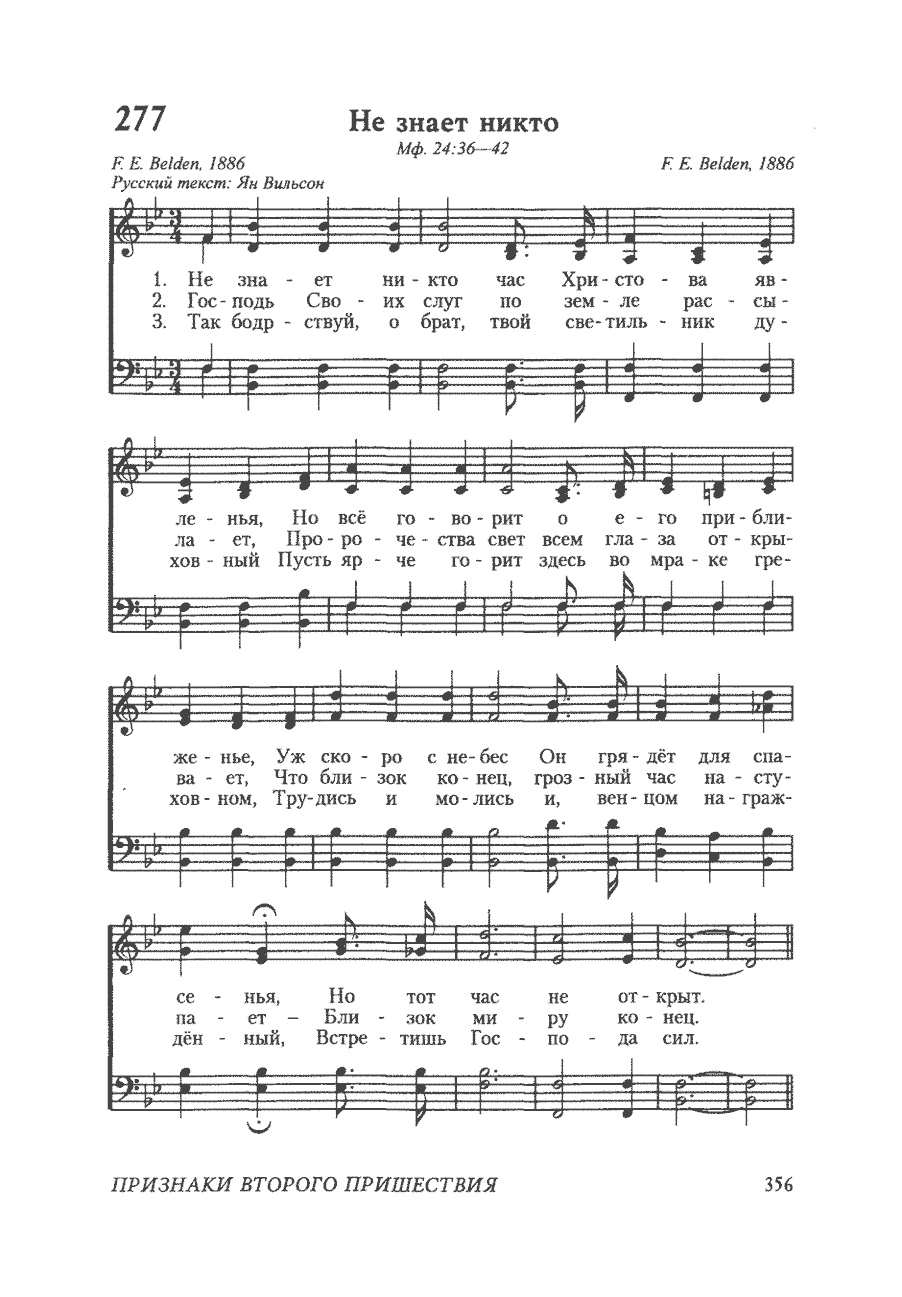 277
Не знает никто
Мф. 24:36—42
F. E. Belden, 1886
F. E. Belden, 1886
Русский текст: Ян Вильсон
3
4
1. Не зна - ет ни - кто час Хри - сто - ва яв -
2. Гос - подь Сво - их слуг по зем - ле рас - сы -
3. Так бодр - ствуй, о брат, твой све - тиль - ник ду -
3
4
ле - нья, Но всё го - во - рит о е - го при - бли-
ла - ет, Про - ро - че - ства свет всем гла - за от - кры-
хов - ный Пусть яр - че го - рит здесь во мра - ке гре-
же - нье, Уж ско - ро с не - бес Он гря - дёт для спа-
ва - ет, Что бли - зок ко - нец, гроз - ный час на - сту-
хов - ном, Тру - дись и мо - лись и, вен - цом на - граж-
се - нья, Но тот час не от - крыт.
па - ет – Бли - зок ми - ру ко - нец.
дён - ный, Встре - тишь Гос - по - да сил.
ПРИЗНАКИ ВТОРОГО ПРИШЕСТВИЯ
356